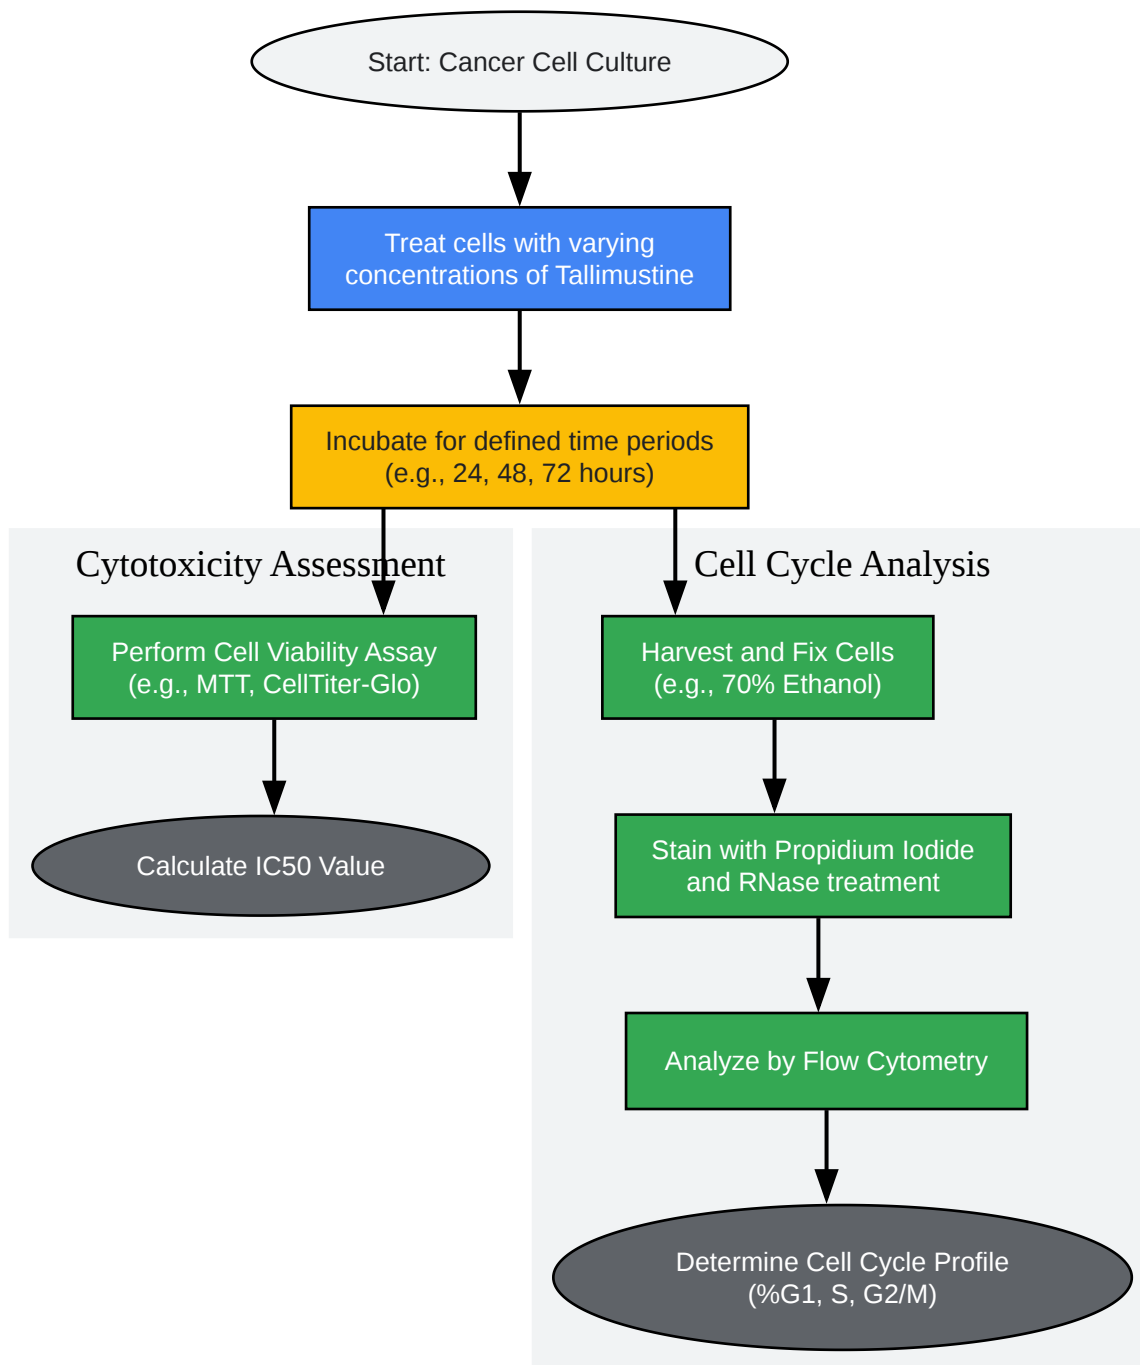 Start: Cancer Cell Culture
Treat cells with varying
concentrations of Tallimustine
Incubate for defined time periods
(e.g., 24, 48, 72 hours)
Cytotoxicity Assessment
Perform Cell Viability Assay
(e.g., MTT, CellTiter-Glo)
Calculate IC50 Value
Cell Cycle Analysis
Harvest and Fix Cells
(e.g., 70% Ethanol)
Stain with Propidium Iodide
and RNase treatment
Analyze by Flow Cytometry
Determine Cell Cycle Profile
(%G1, S, G2/M)